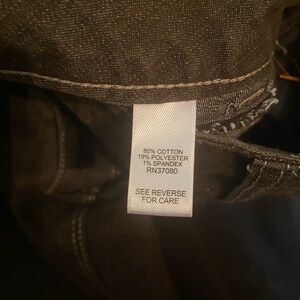 80% COTTON
19% POLYESTER
1% SPANDEX
RN37080
SEE REVERSE
FOR CARE